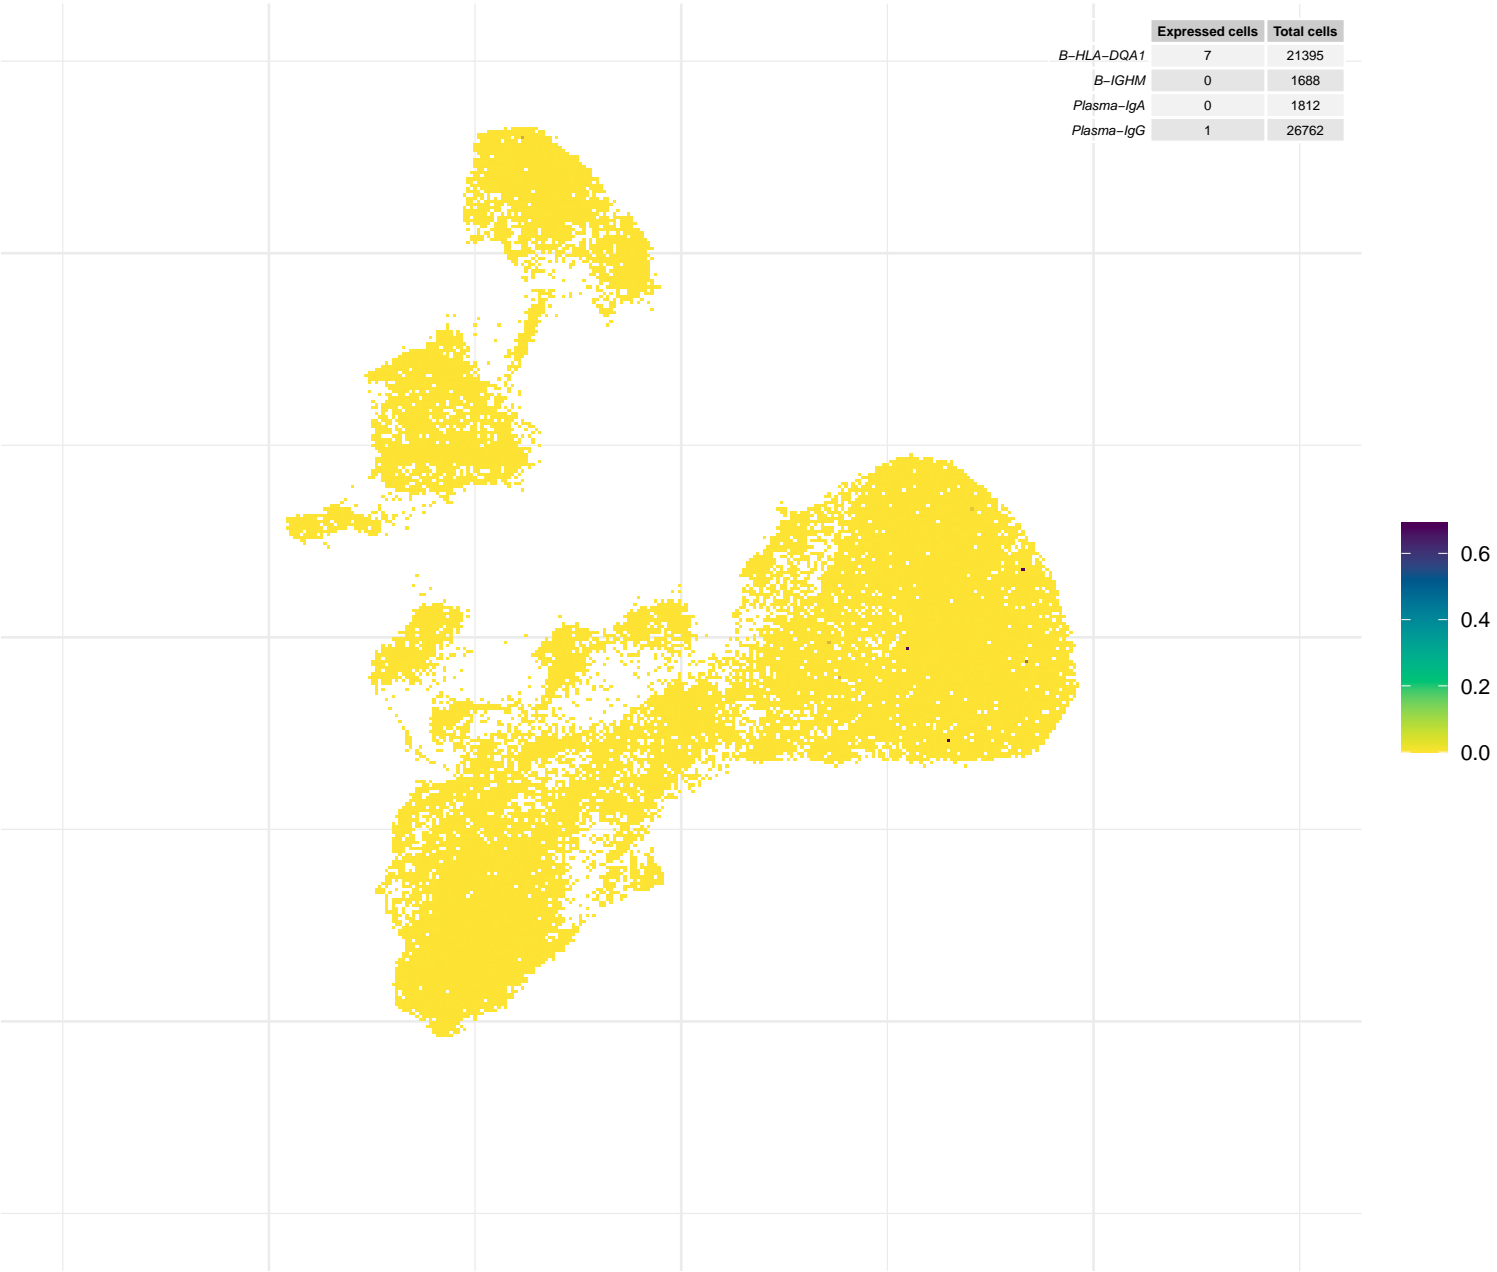 Expressed cells Total cells
B−HLA−DQA1 7 21395
B−IGHM 0 1688
Plasma−IgA 0 1812
Plasma−IgG 1 26762
0.6
0.4
0.2
0.0